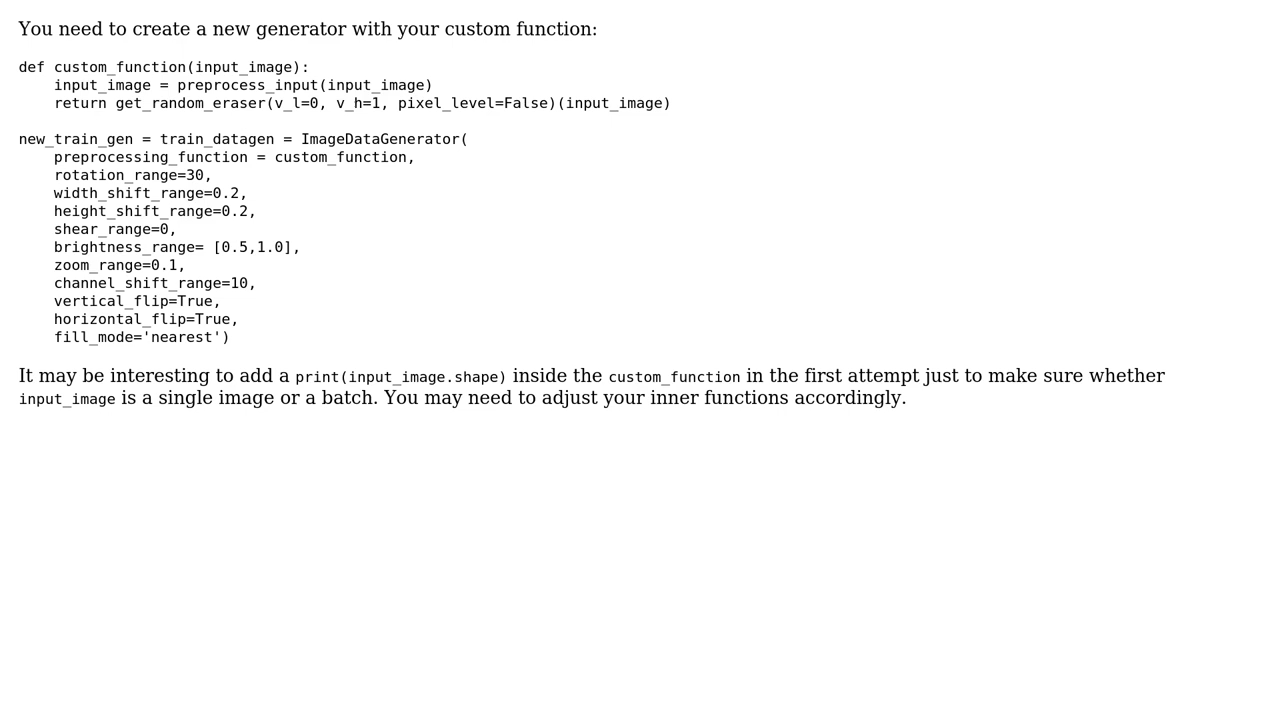 You need to create a new generator with your custom function:
def custom_function(input_image):
    input_image = preprocess_input(input_image)
    return get_random_eraser(v_l=0, v_h=1, pixel_level=False)(input_image)
new_train_gen = train_datagen = ImageDataGenerator(
    preprocessing_function = custom_function,
    rotation_range=30,
    width_shift_range=0.2,
    height_shift_range=0.2,
    shear_range=0,
    brightness_range= [0.5,1.0],
    zoom_range=0.1,
    channel_shift_range=10,
    vertical_flip=True,
    horizontal_flip=True,
    fill_mode='nearest')
It may be interesting to add a print(input_image.shape) inside the custom_function in the first attempt just to make sure whether
input_image is a single image or a batch. You may need to adjust your inner functions accordingly.